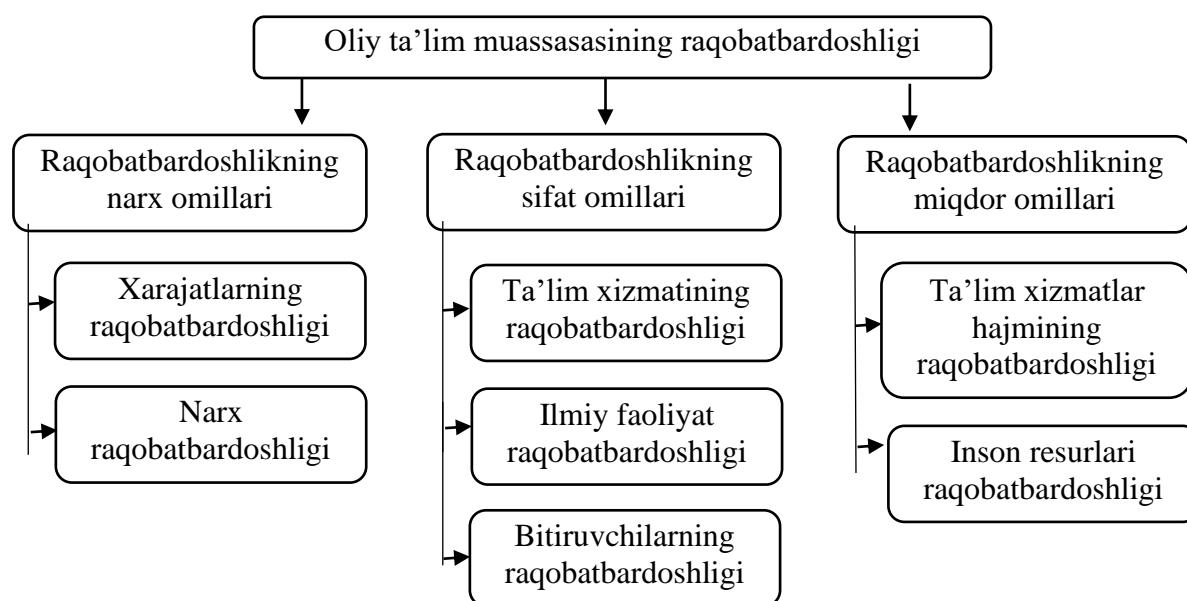 Oliy ta’lim muassasasining raqobatbardoshligi
Raqobatbardoshlikning
narx omillari
Xarajatlarning
raqobatbardoshligi
Narx
raqobatbardoshligi
Raqobatbardoshlikning
sifat omillari
Ta’lim xizmatining
raqobatbardoshligi
Ilmiy faoliyat
raqobatbardoshligi
Bitiruvchilarning
raqobatbardoshligi
Raqobatbardoshlikning
miqdor omillari
Ta’lim xizmatlar
hajmining
raqobatbardoshligi
Inson resurlari
raqobatbardoshligi